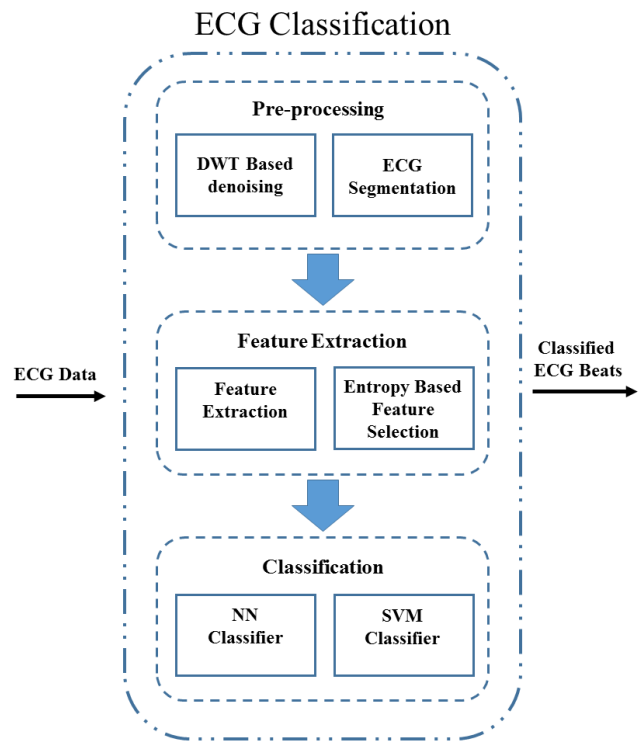 ECG Classification
Pre-processing
DWT Based
denoising
ECG
Segmentation
Feature Extraction
Feature
Extraction
Entropy Based
Feature
Selection
ECG Data
Classified
ECG Beats
Classification
NN
Classifier
SVM
Classifier